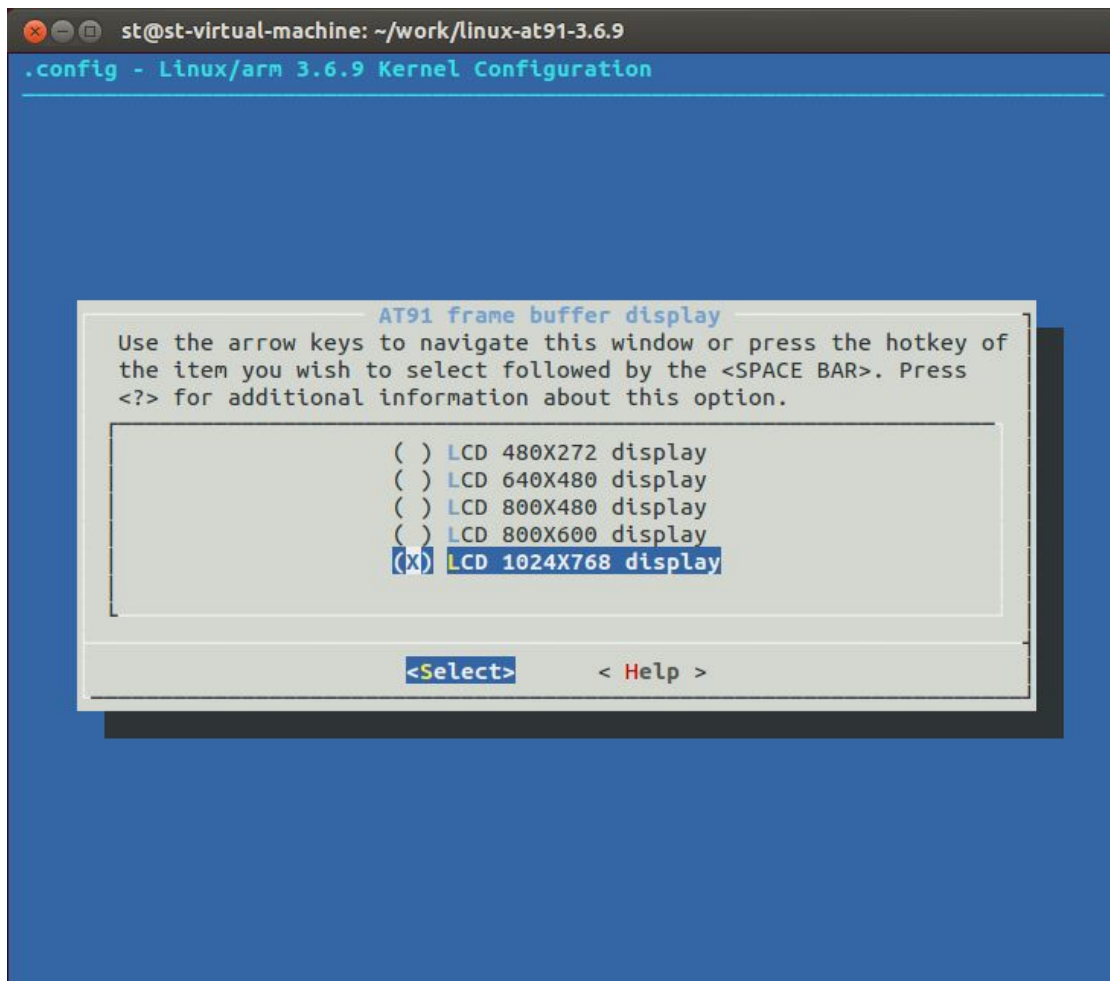 st@st-virtual-machine: ~/work/linux-at91-3.6.9
.config - Linux/arm 3.6.9 Kernel Configuration
AT91 frame buffer display
Use the arrow keys to navigate this window or press the hotkey of
the item you wish to select followed by the <SPACE BAR>. Press
<?> for additional information about this option.
( ) LCD 480X272 display
( ) LCD 640X480 display
( ) LCD 800X480 display
( ) LCD 800X600 display
(X) LCD 1024X768 display
<Select> < Help >